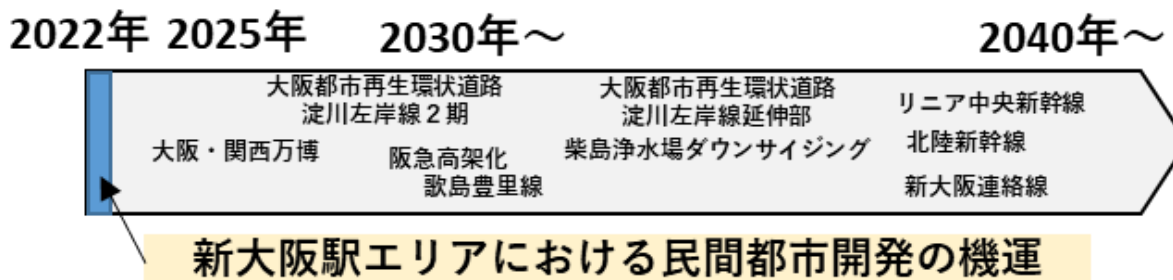 2022年 2025年 2030年～ 2040年～
大阪都市再生環状道路
淀川左岸線２期
大阪都市再生環状道路
淀川左岸線延伸部
リニア中央新幹線
大阪・関西万博
阪急高架化
歌島豊里線
柴島浄水場ダウンサイジング
北陸新幹線
新大阪連絡線
新大阪駅エリアにおける民間都市開発の機運